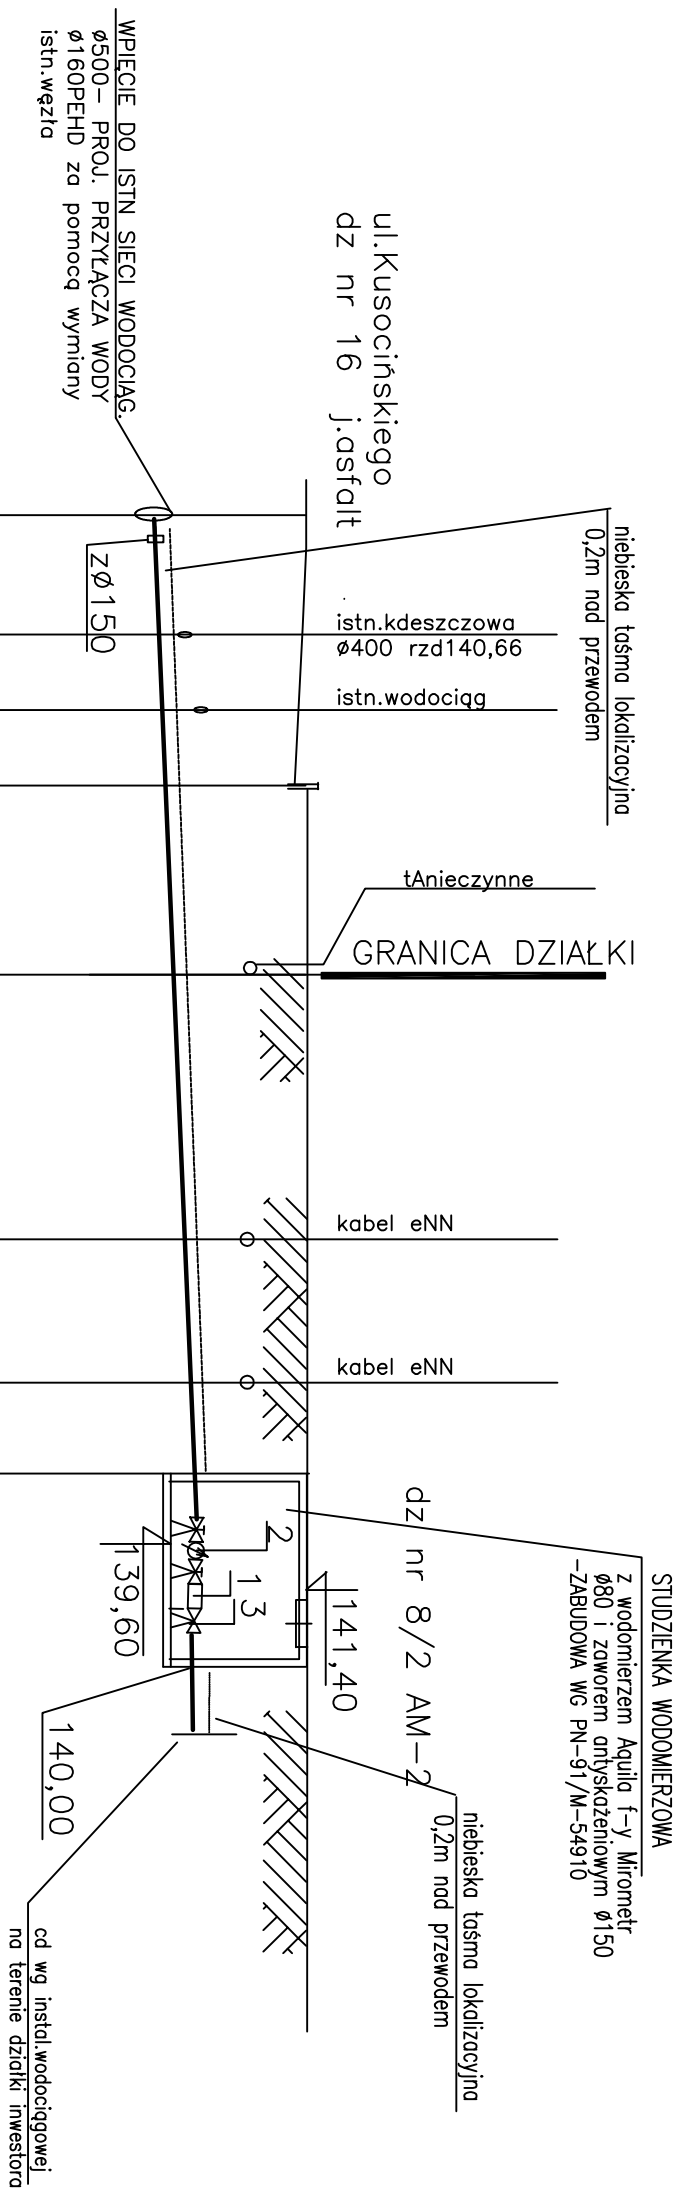 WPIĘCIE DO ISTN SIECI WODOCIĄG.
ø500- PROJ. PRZYŁĄCZA WODY
ø160PEHD za pomocą wymiany
istn.węzła
ul.Kusocińskiego
dz nr 16 j.asfalt
niebieska taśma lokalizacyjna
0,2m nad przewodem
zø150
istn.kdeszczowa
ø400 rzd140,66
istn.wodociąg
tAnieczynne
GRANICA DZIAŁKI
kabel eNN
kabel eNN
dz nr 8/2 AM-2
STUDZIENKA WODOMIERZOWA
z wodomierzem Aquila f-y Mirometr
ø80 i zaworem antyskażeniowym ø150
-ZABUDOWA WG PN-91/M-54910
2
1
3
139,60
141,40
140,00
niebieska taśma lokalizacyjna
0,2m nad przewodem
cd wg instal.wodociągowej
na terenie działki inwestora